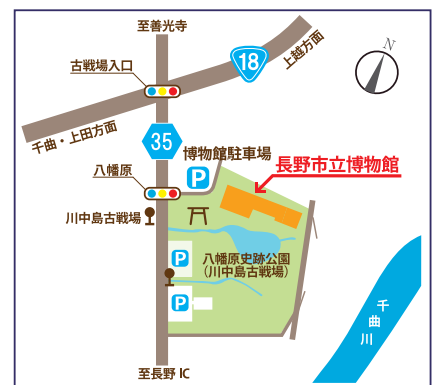 至善光寺
古戦場入口
18
上越方面
N
千曲・上田方面
35
博物館駐車場
P
長野市立博物館
八幡原
川中島古戦場
P
八幡原史跡公園
（川中島古戦場）
P
千曲川
至長野 IC